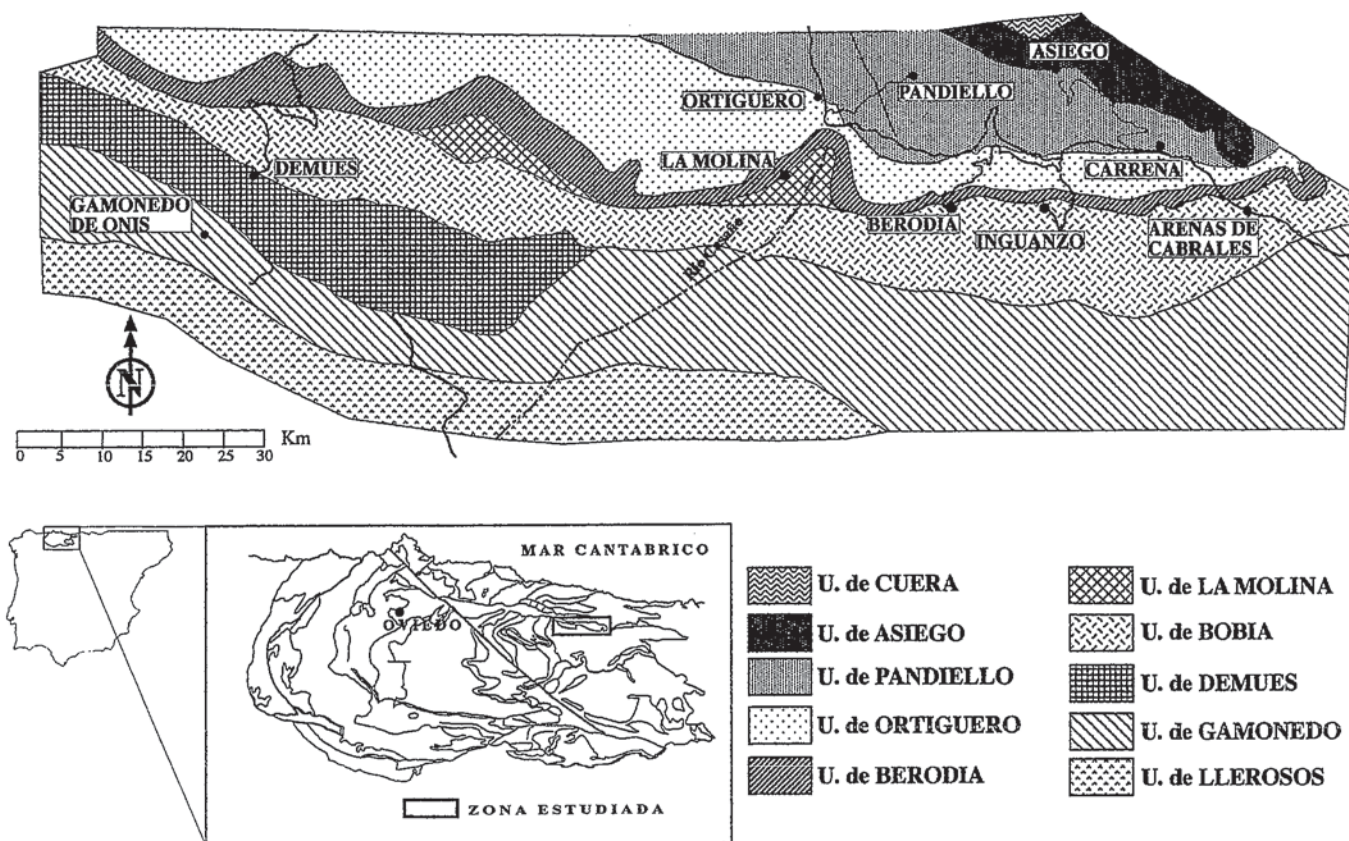 ASIEGO
PANDIELLO
ORTIGUERO
LA MOLINA
DEMUES
CARREÑA
GAMONEDO
DE ONIS
BERODIA
INGUANZO
ARENAS DE
CABRALES
N
Km
0 5 10 15 20 25 30
MAR CANTABRICO
OVIEDO
ZONA ESTUDIADA
U. de CUERA
U. de ASIEGO
U. de PANDIELLO
U. de ORTIGUERO
U. de BERODIA
U. de LA MOLINA
U. de BOBIA
U. de DEMUES
U. de GAMONEDO
U. de LLEROSOS